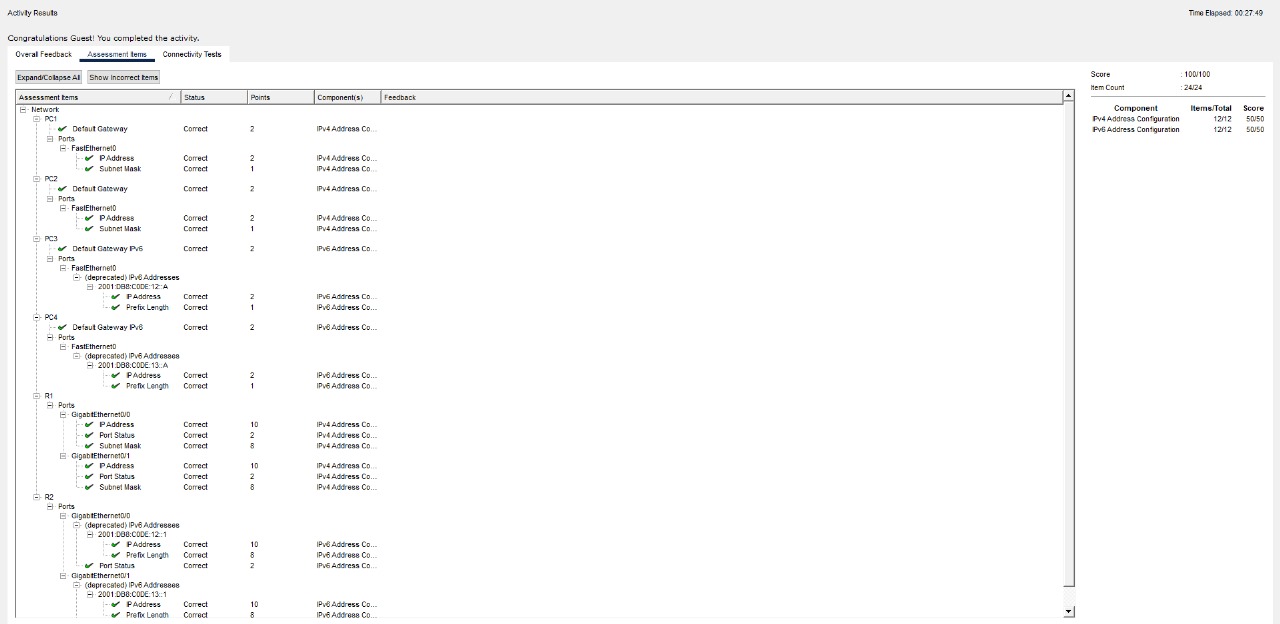 Activity Results
Time Elapsed: 00:27:49
Congratulations Guest! You completed the activity.
Overall Feedback Assessment Items Connectivity Tests
Expand/Collapse All Show Incorrect Items
Score : 100/100
Item Count : 24/24
Component Items/Total Score
IPv4 Address Configuration 12/12 50/50
IPv6 Address Configuration 12/12 50/50
Assessment Items Status Points Component(s) Feedback
Network
PC1
Default Gateway Correct 2 IPv4 Address Co...
Ports
FastEthernet0
IP Address Correct 2 IPv4 Address Co...
Subnet Mask Correct 1 IPv4 Address Co...
PC2
Default Gateway Correct 2 IPv4 Address Co...
Ports
FastEthernet0
IP Address Correct 2 IPv4 Address Co...
Subnet Mask Correct 1 IPv4 Address Co...
PC3
Default Gateway IPv6 Correct 2 IPv6 Address Co...
Ports
FastEthernet0
(deprecated) IPv6 Addresses
2001:DB8:C0DE:12::A
IP Address Correct 2 IPv6 Address Co...
Prefix Length Correct 1 IPv6 Address Co...
PC4
Default Gateway IPv6 Correct 2 IPv6 Address Co...
Ports
FastEthernet0
(deprecated) IPv6 Addresses
2001:DB8:C0DE:13::A
IP Address Correct 2 IPv6 Address Co...
Prefix Length Correct 1 IPv6 Address Co...
R1
Ports
GigabitEthernet0/0
IP Address Correct 10 IPv4 Address Co...
Port Status Correct 2 IPv4 Address Co...
Subnet Mask Correct 8 IPv4 Address Co...
GigabitEthernet0/1
IP Address Correct 10 IPv4 Address Co...
Port Status Correct 2 IPv4 Address Co...
Subnet Mask Correct 8 IPv4 Address Co...
R2
Ports
GigabitEthernet0/0
(deprecated) IPv6 Addresses
2001:DB8:C0DE:12::1
IP Address Correct 10 IPv6 Address Co...
Prefix Length Correct 8 IPv6 Address Co...
Port Status Correct 2 IPv6 Address Co...
GigabitEthernet0/1
(deprecated) IPv6 Addresses
2001:DB8:C0DE:13::1
IP Address Correct 10 IPv6 Address Co...
Prefix Length Correct 8 IPv6 Address Co...